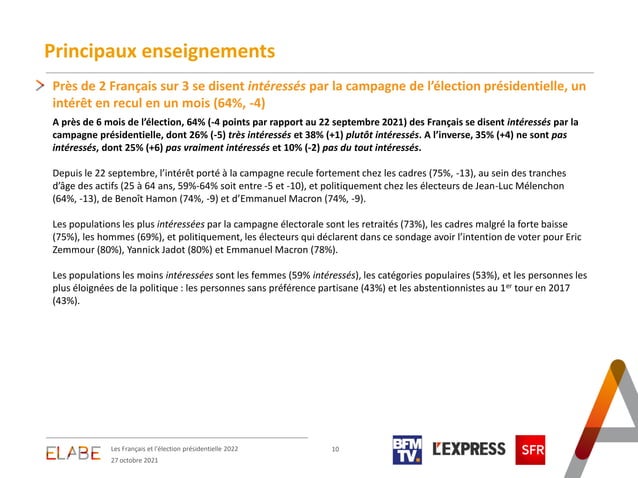 Principaux enseignements
Près de 2 Français sur 3 se disent intéressés par la campagne de l’élection présidentielle, un
intérêt en recul en un mois (64%, -4)
A près de 6 mois de l’élection, 64% (-4 points par rapport au 22 septembre 2021) des Français se disent intéressés par la
campagne présidentielle, dont 26% (-5) très intéressés et 38% (+1) plutôt intéressés. A l’inverse, 35% (+4) ne sont pas
intéressés, dont 25% (+6) pas vraiment intéressés et 10% (-2) pas du tout intéressés.
Depuis le 22 septembre, l’intérêt porté à la campagne recule fortement chez les cadres (75%, -13), au sein des tranches
d’âge des actifs (25 à 64 ans, 59%-64% soit entre -5 et -10), et politiquement chez les électeurs de Jean-Luc Mélenchon
(64%, -13), de Benoît Hamon (74%, -9) et d’Emmanuel Macron (74%, -9).
Les populations les plus intéressées par la campagne électorale sont les retraités (73%), les cadres malgré la forte baisse
(75%), les hommes (69%), et politiquement, les électeurs qui déclarent dans ce sondage avoir l’intention de voter pour Eric
Zemmour (80%), Yannick Jadot (80%) et Emmanuel Macron (78%).
Les populations les moins intéressées sont les femmes (59% intéressés), les catégories populaires (53%), et les personnes les
plus éloignées de la politique : les personnes sans préférence partisane (43%) et les abstentionnistes au 1er tour en 2017
(43%).
ELABE
Les Français et l’élection présidentielle 2022
27 octobre 2021
10
BFM
TV.
L'EXPRESS
SFR